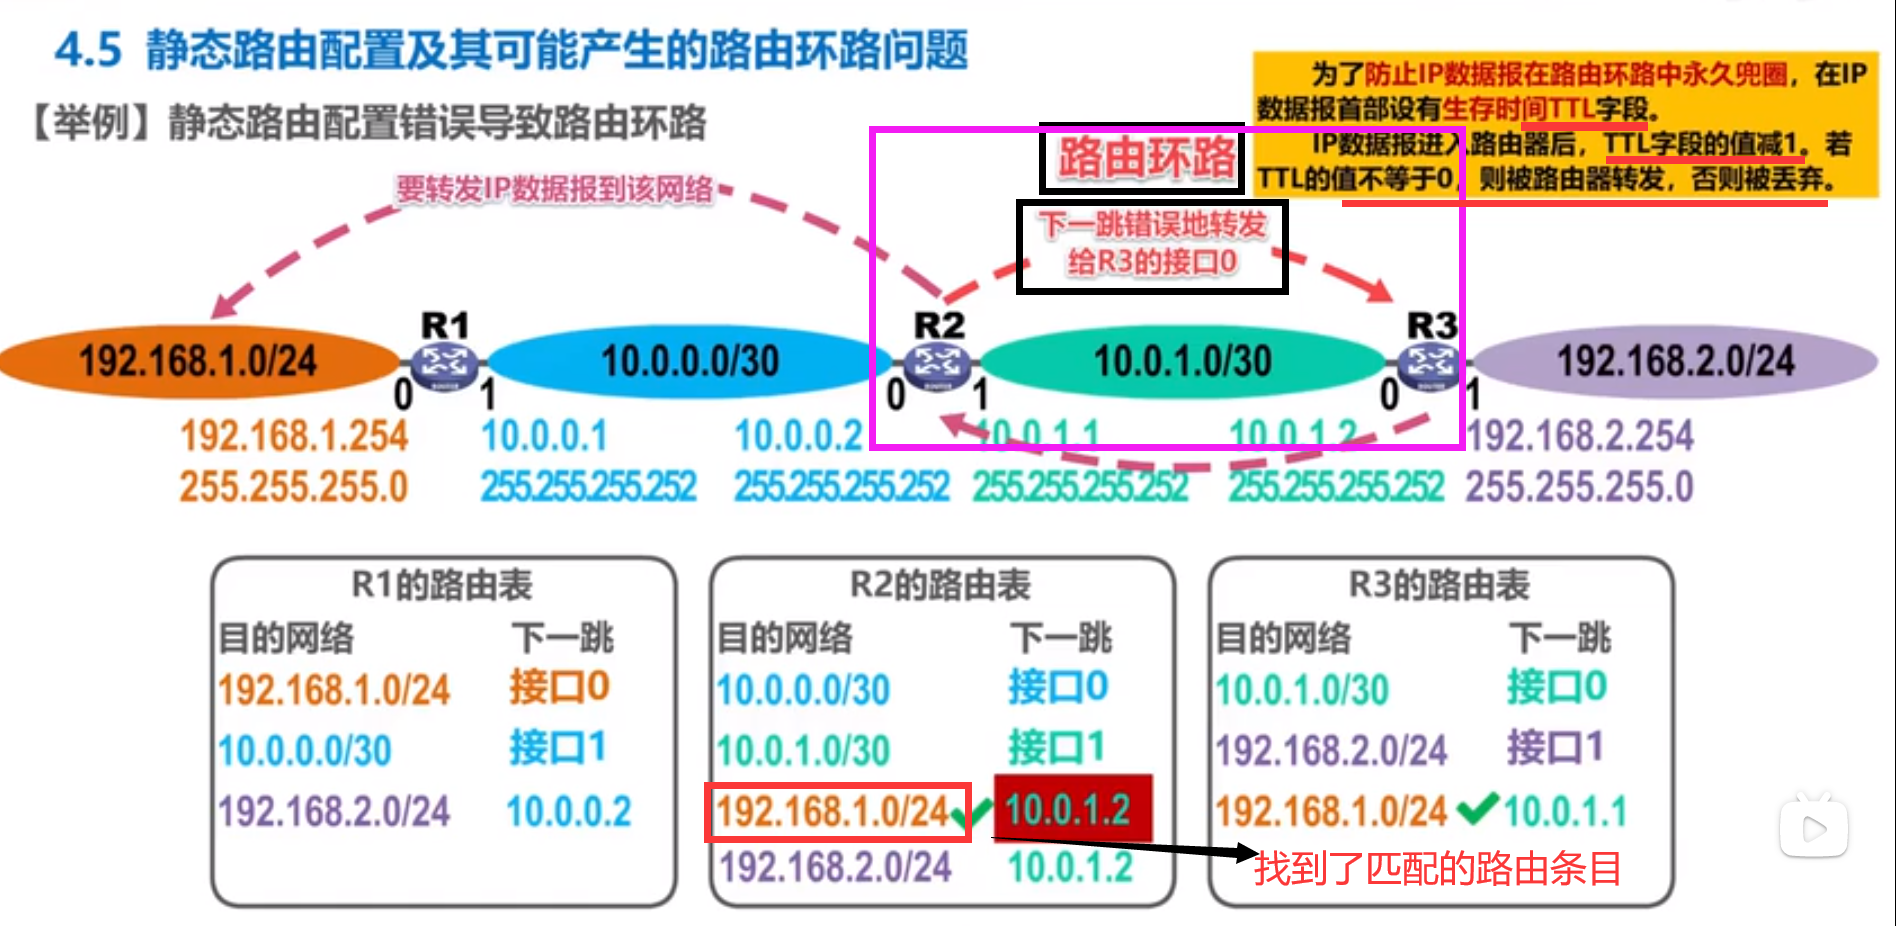 4.5 静态路由配置及其可能产生的路由环路问题
【举例】静态路由配置错误导致路由环路
为了防止IP数据报在路由环路中永久兜圈，在IP
数据报首部设有生存时间TTL字段。
IP数据报进入路由器后，TTL字段的值减1。若
TTL的值不等于0，则被路由器转发，否则被丢弃。
路由环路
要转发IP数据报到该网络
下一跳错误地转发
给R3的接口0
R1 R2 R3
192.168.1.0/24 10.0.0.0/30 10.0.1.0/30 192.168.2.0/24
0 1 0 1 0 1
192.168.1.254 10.0.0.1 10.0.0.2 10.0.1.1 10.0.1.2 192.168.2.254
255.255.255.0 255.255.255.252 255.255.255.252 255.255.255.252 255.255.255.252 255.255.255.0
R1的路由表
目的网络 下一跳
192.168.1.0/24 接口0
10.0.0.0/30 接口1
192.168.2.0/24 10.0.0.2
R2的路由表
目的网络 下一跳
10.0.0.0/30 接口0
10.0.1.0/30 接口1
192.168.1.0/24 10.0.1.2
192.168.2.0/24 10.0.1.2
R3的路由表
目的网络 下一跳
10.0.1.0/30 接口0
192.168.2.0/24 接口1
192.168.1.0/24 10.0.1.1
找到了匹配的路由条目